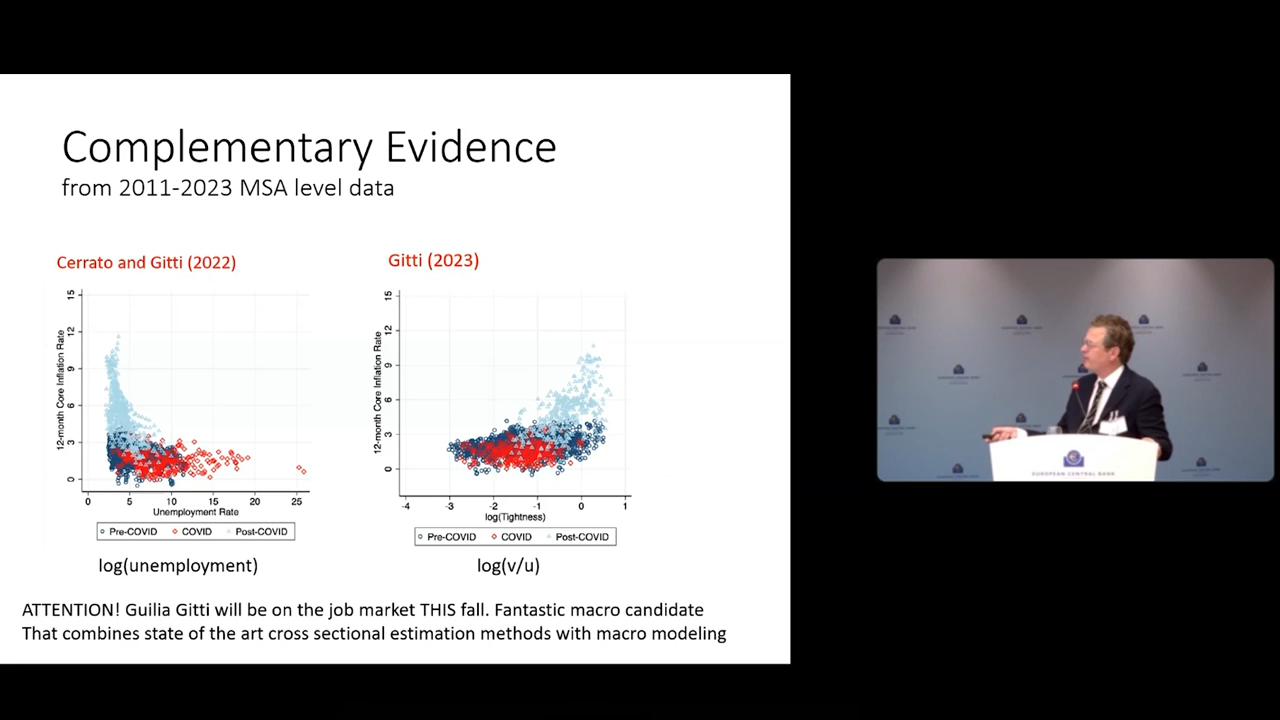 Complementary Evidence
from 2011-2023 MSA level data
Cerrato and Gitti (2022)
Gitti (2023)
12-month Core Inflation Rate
15
12
9
6
3
0
0 5 10 15 20 25
Unemployment Rate
Pre-COVID COVID Post-COVID
log(unemployment)
12-month Core Inflation Rate
15
12
9
6
3
0
-4 -3 -2 -1 0 1
log(Tightness)
Pre-COVID COVID Post-COVID
log(v/u)
ATTENTION! Guilia Gitti will be on the job market THIS fall. Fantastic macro candidate
That combines state of the art cross sectional estimation methods with macro modeling
EUROPEAN CENTRAL BANK